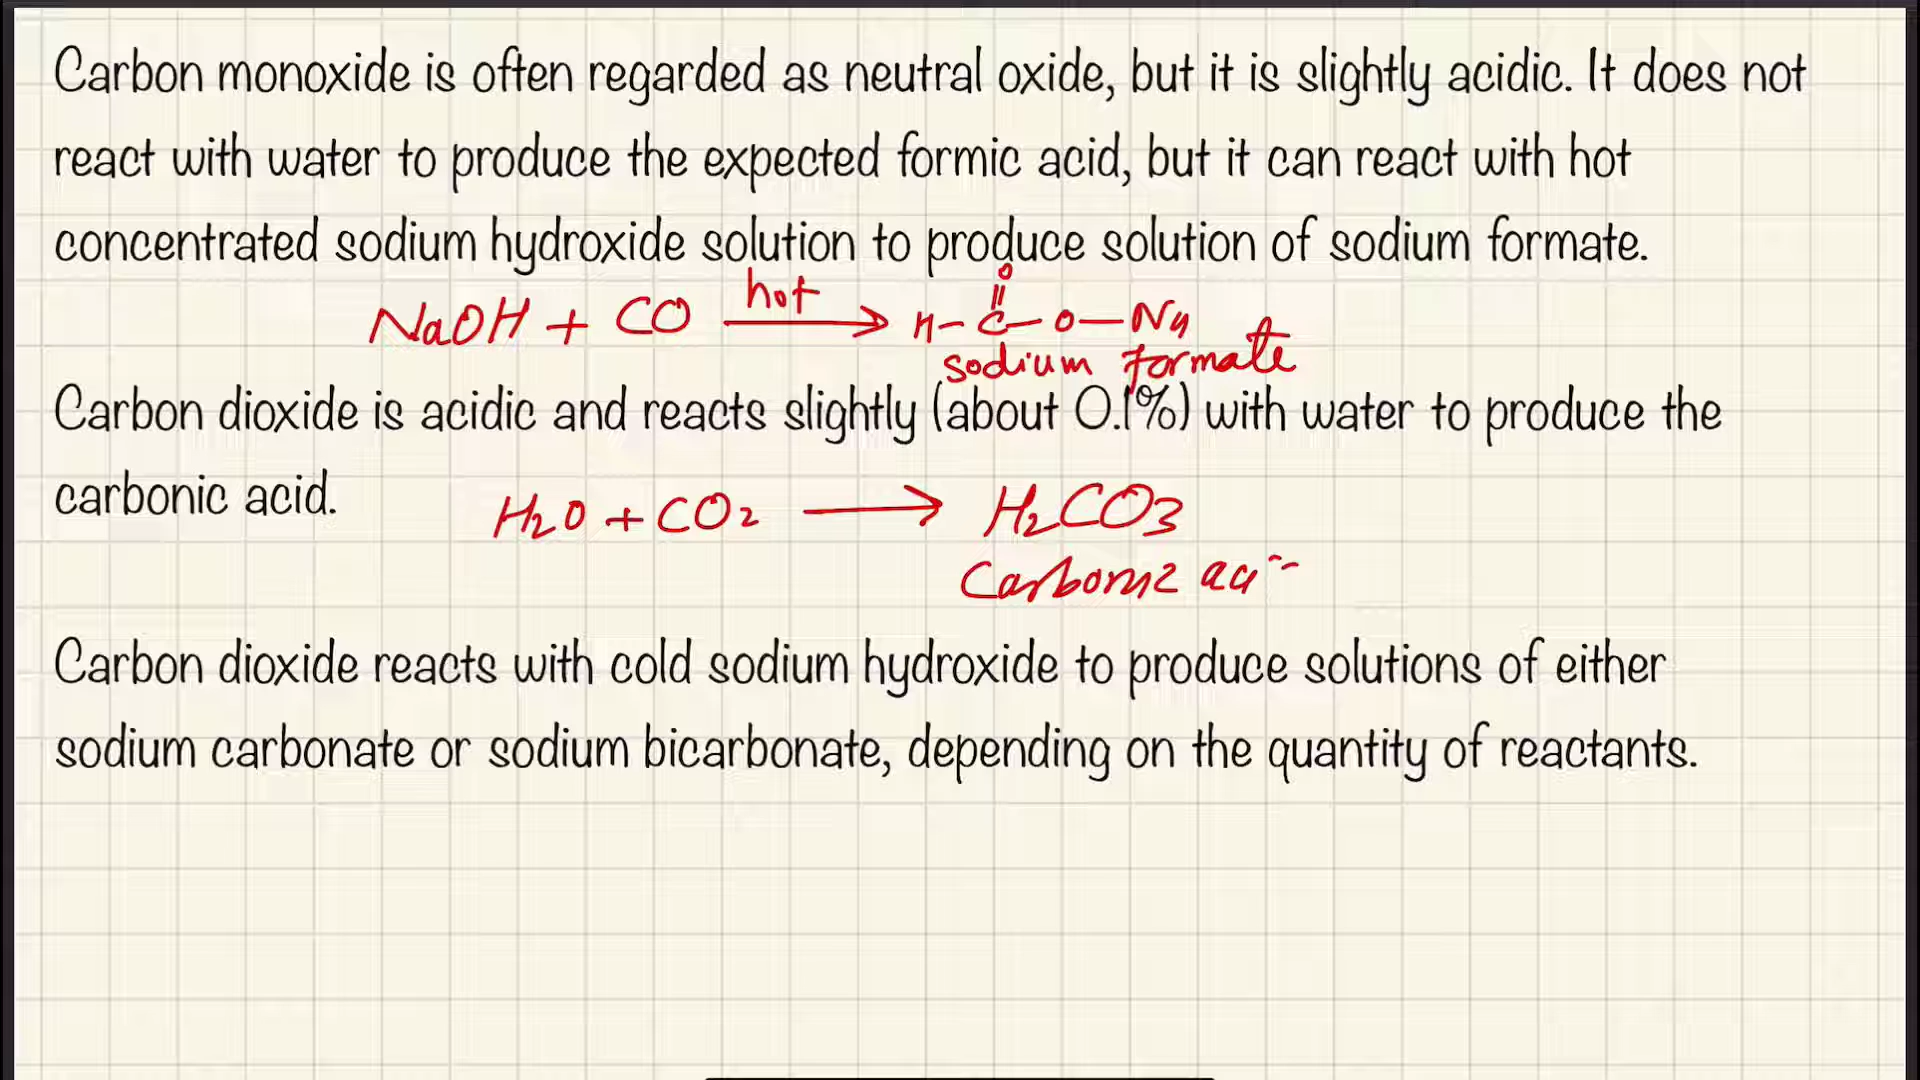 Carbon monoxide is often regarded as neutral oxide, but it is slightly acidic. It does not
react with water to produce the expected formic acid, but it can react with hot
concentrated sodium hydroxide solution to produce solution of sodium formate.
NaOH + CO hot → H-C(=O)-O-Na
sodium formate
Carbon dioxide is acidic and reacts slightly (about 0.1%) with water to produce the
carbonic acid.
H2O + CO2 → H2CO3
Carbonic
Carbon dioxide reacts with cold sodium hydroxide to produce solutions of either
sodium carbonate or sodium bicarbonate, depending on the quantity of reactants.